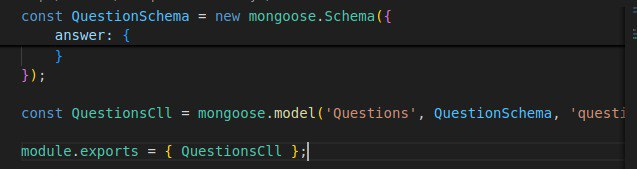 const QuestionSchema = new mongoose.Schema({
    answer: {
    }
});
const QuestionsCll = mongoose.model('Questions', QuestionSchema, 'questi
module.exports = { QuestionsCll };